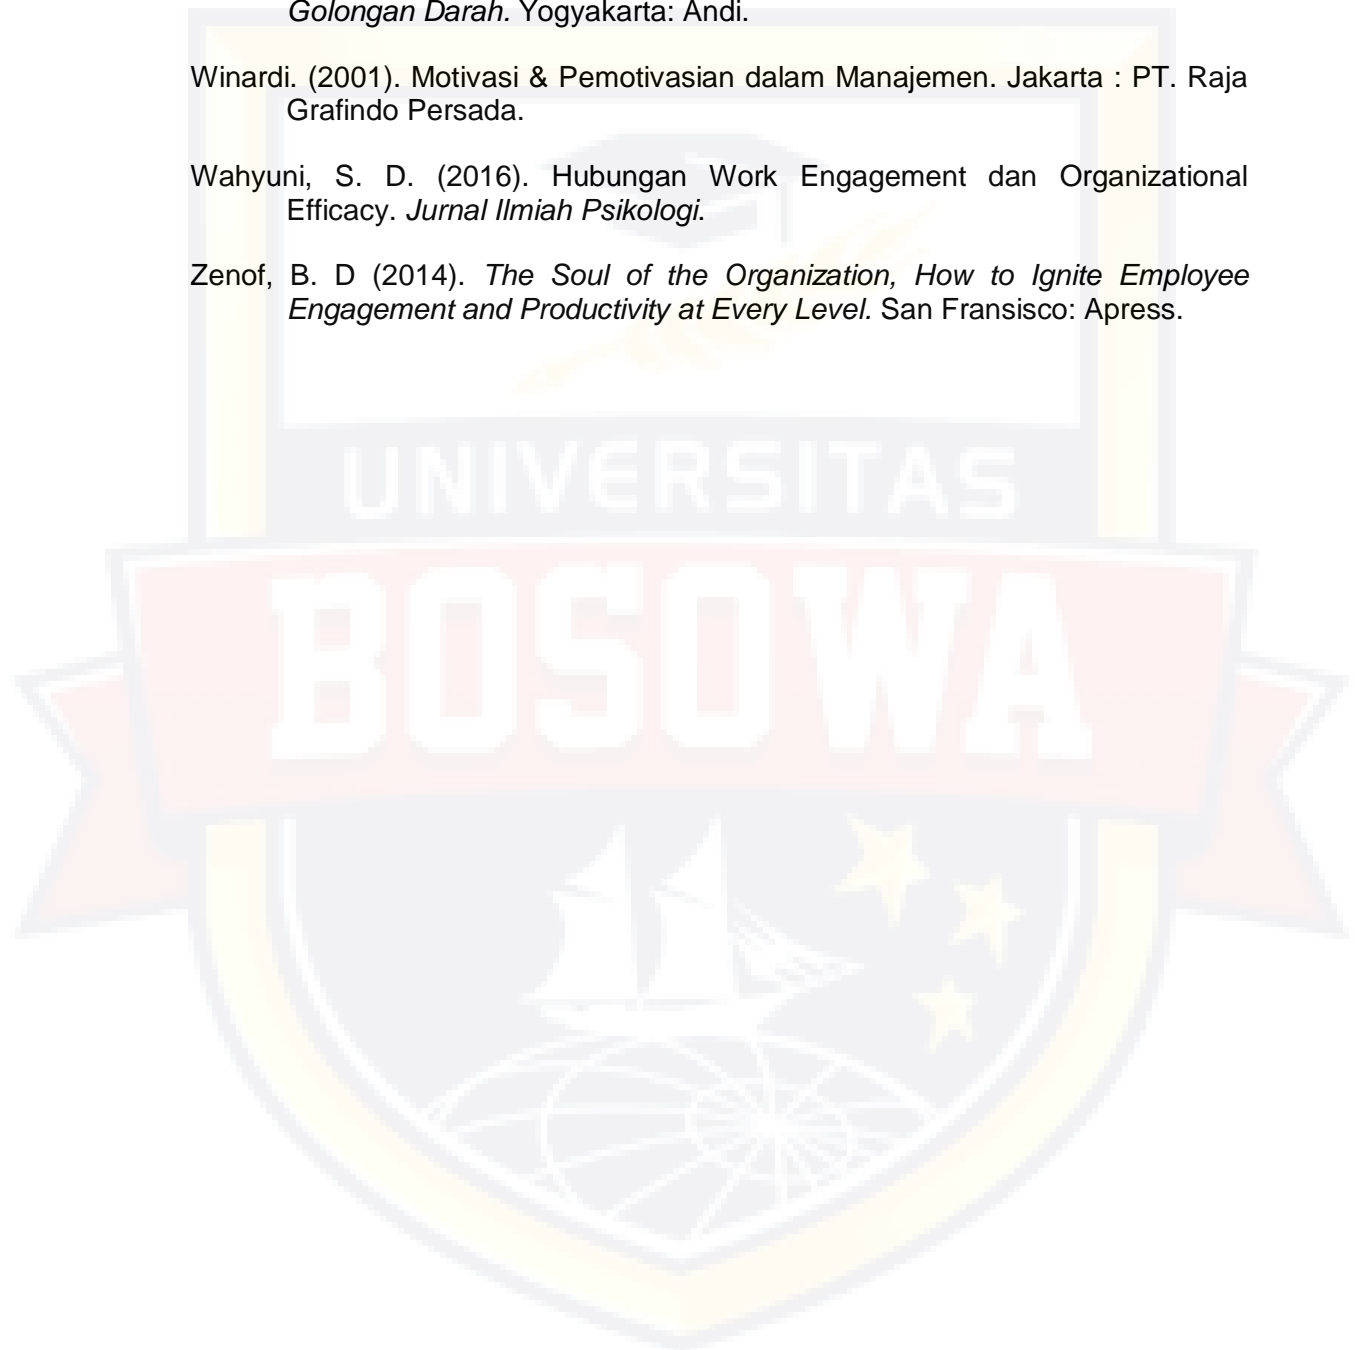 Golongan Darah. Yogyakarta: Andi.
Winardi. (2001). Motivasi & Pemotivasian dalam Manajemen. Jakarta : PT. Raja
Grafindo Persada.
Wahyuni, S. D. (2016). Hubungan Work Engagement dan Organizational
Efficacy. Jurnal Ilmiah Psikologi.
Zenof, B. D (2014). The Soul of the Organization, How to Ignite Employee
Engagement and Productivity at Every Level. San Fransisco: Apress.
UNIVERSITAS
BOSOWA